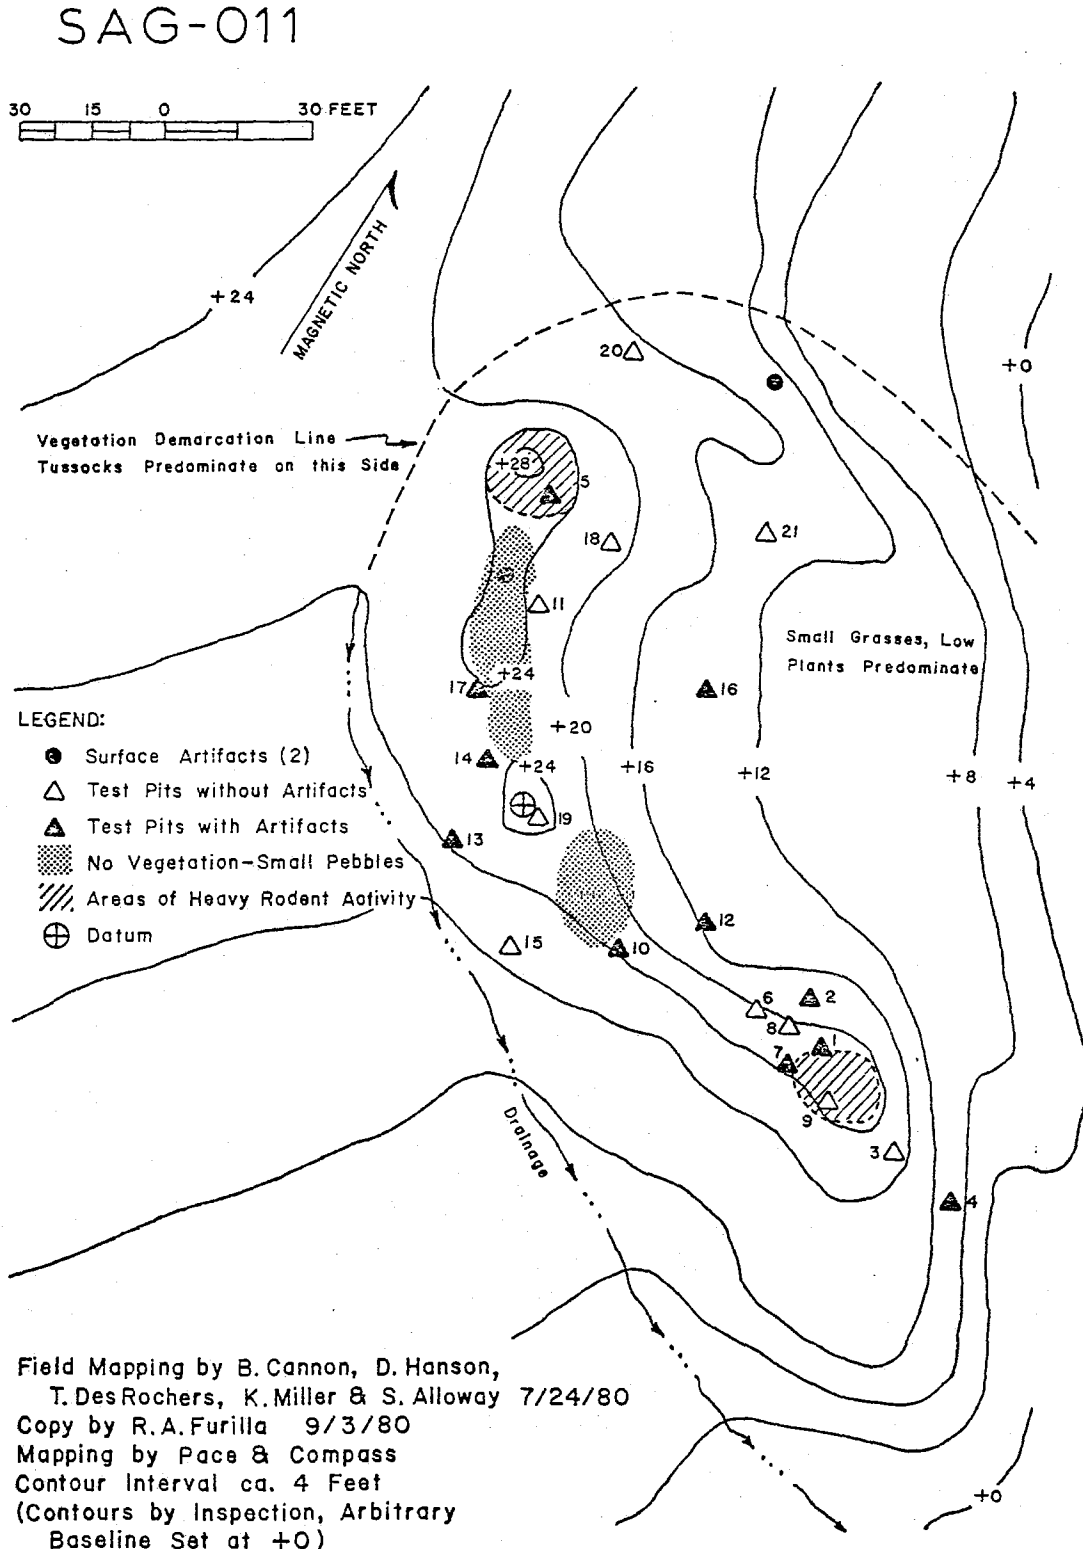 SAG-011
30 15 0 30 FEET
MAGNETIC NORTH
+24
+0
20
Vegetation Demarcation Line
Tussocks Predominate on this Side
+28
5
18
21
11
Small Grasses, Low
Plants Predominate
+24
17
16
LEGEND:
Surface Artifacts (2)
Test Pits without Artifacts
Test Pits with Artifacts
No Vegetation-Small Pebbles
Areas of Heavy Rodent Activity
Datum
+20
14
+24
+16
+12
+8
+4
19
13
12
15
10
6
2
8
1
7
9
3
4
Drainage
Field Mapping by B. Cannon, D. Hanson,
T. DesRochers, K. Miller & S. Alloway 7/24/80
Copy by R.A. Furilla 9/3/80
Mapping by Pace & Compass
Contour Interval ca. 4 Feet
(Contours by Inspection, Arbitrary
Baseline Set at +0)
+0